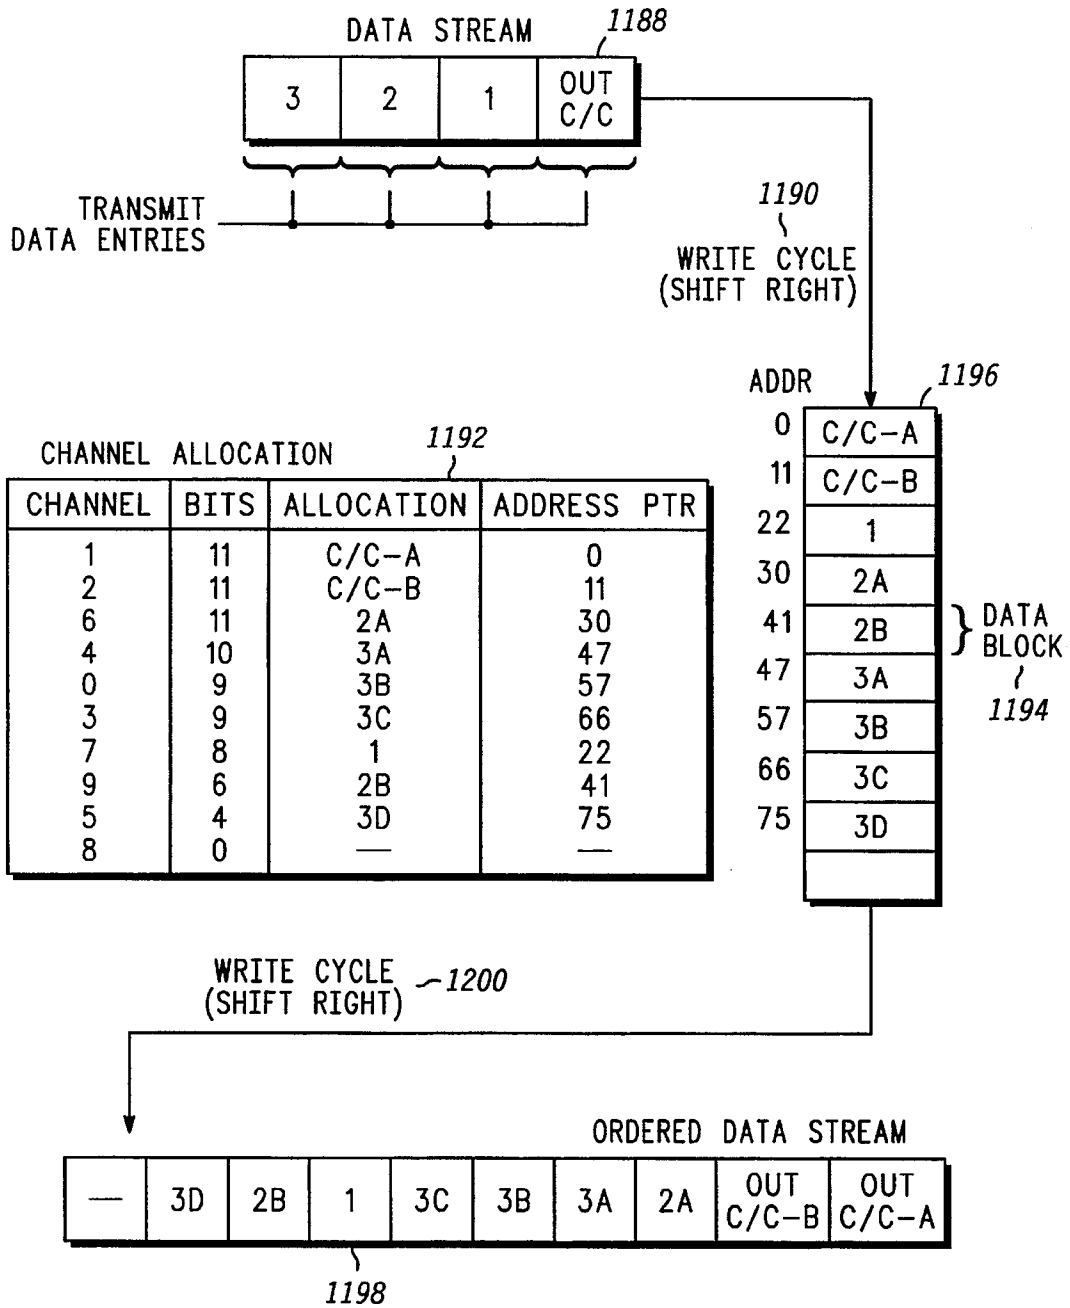 DATA STREAM
1188
3 2 1 OUT C/C
TRANSMIT
DATA ENTRIES
1190
WRITE CYCLE
(SHIFT RIGHT)
ADDR
1196
0 C/C-A
11 C/C-B
22 1
30 2A
41 2B
47 3A
57 3B
66 3C
75 3D
DATA
BLOCK
1194
CHANNEL ALLOCATION
1192
CHANNEL BITS ALLOCATION ADDRESS PTR
1 11 C/C-A 0
2 11 C/C-B 11
6 11 2A 30
4 10 3A 47
0 9 3B 57
3 9 3C 66
7 8 1 22
9 6 2B 41
5 4 3D 75
8 0 — —
WRITE CYCLE
(SHIFT RIGHT)
1200
ORDERED DATA STREAM
— 3D 2B 1 3C 3B 3A 2A OUT C/C-B OUT C/C-A
1198